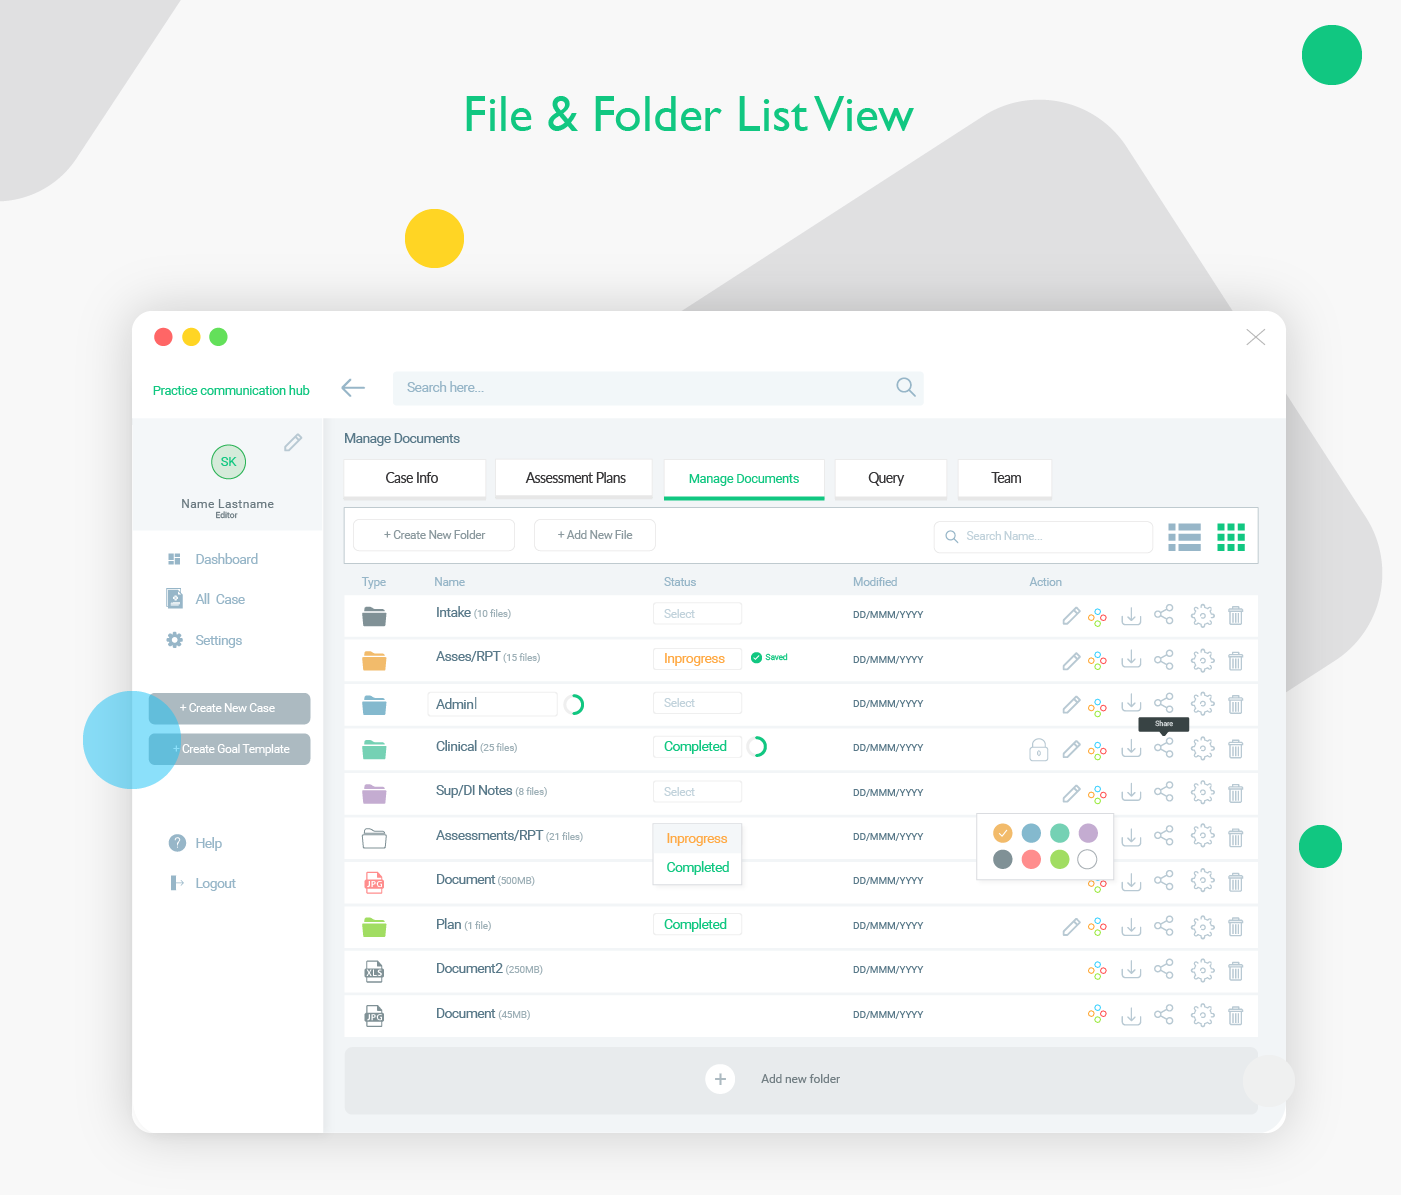 File & Folder List View
Practice communication hub
Search here...
SK
Name Lastname
Editor
Dashboard
All Case
Settings
+ Create New Case
+ Create Goal Template
Help
Logout
Manage Documents
Case Info
Assessment Plans
Manage Documents
Query
Team
+ Create New Folder
+ Add New File
Search Name...
Type Name Status Modified Action
Intake (10 files) Select DD/MMM/YYYY
Asses/RPT (15 files) Inprogress Saved DD/MMM/YYYY
Admin Select DD/MMM/YYYY
Share
Clinical (25 files) Completed DD/MMM/YYYY
Sup/DI Notes (8 files) Select DD/MMM/YYYY
Assessments/RPT (21 files) Inprogress DD/MMM/YYYY
Completed
JPG Document (500MB) DD/MMM/YYYY
Plan (1 file) Completed DD/MMM/YYYY
XLS Document2 (250MB) DD/MMM/YYYY
JPG Document (45MB) DD/MMM/YYYY
+ Add new folder